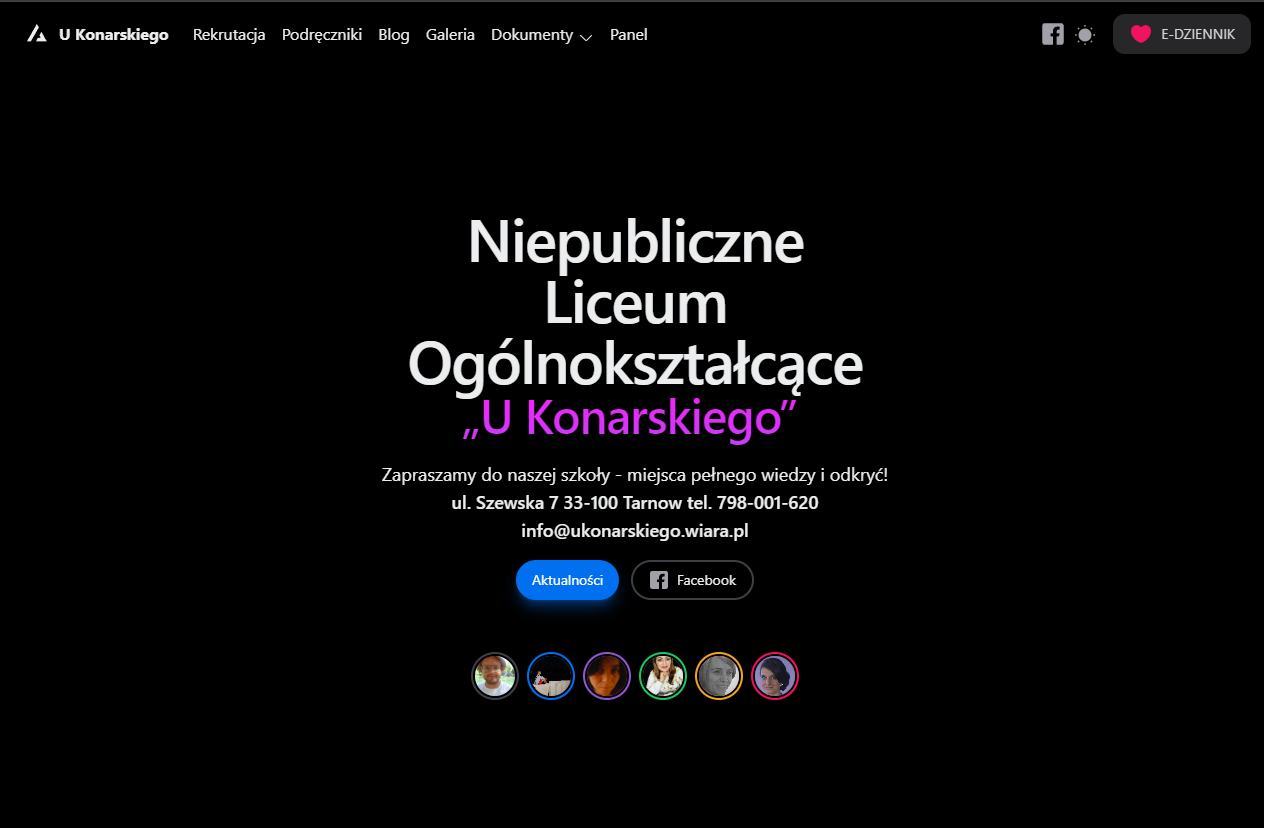 U Konarskiego Rekrutacja Podręczniki Blog Galeria Dokumenty Panel E-DZIENNIK
Niepubliczne
Liceum
Ogólnokształcące
„U Konarskiego”
Zapraszamy do naszej szkoły - miejsca pełnego wiedzy i odkryć!
ul. Szewska 7 33-100 Tarnow tel. 798-001-620
info@ukonarskiego.wiara.pl
Aktualności Facebook